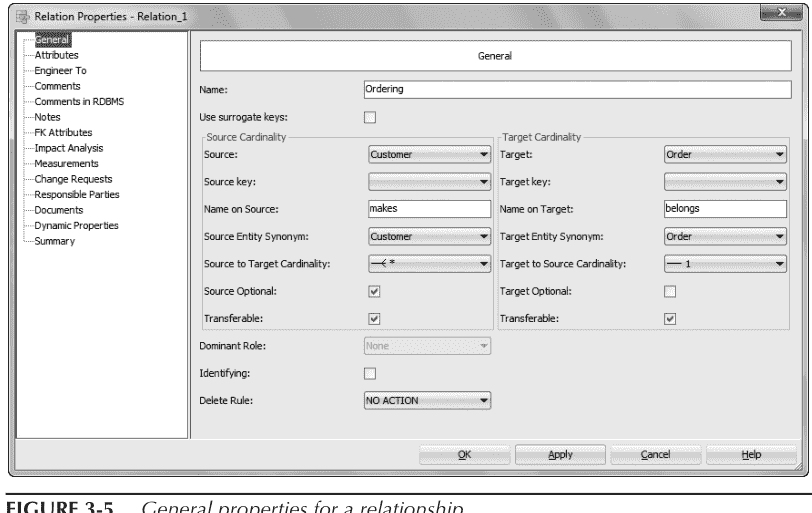 Relation Properties - Relation_1
General
Attributes
Engineer To
Comments
Comments in RDBMS
Notes
FK Attributes
Impact Analysis
Measurements
Change Requests
Responsible Parties
Documents
Dynamic Properties
Summary
General
Name: Ordering
Use surrogate keys:
Source Cardinality
Source: Customer
Source key:
Name on Source: makes
Source Entity Synonym: Customer
Source to Target Cardinality: *
Source Optional:
Transferable:
Target Cardinality
Target: Order
Target key:
Name on Target: belongs
Target Entity Synonym: Order
Target to Source Cardinality: 1
Target Optional:
Transferable:
Dominant Role: None
Identifying:
Delete Rule: NO ACTION
OK Apply Cancel Help
FIGURE 3-5 General properties for a relationship